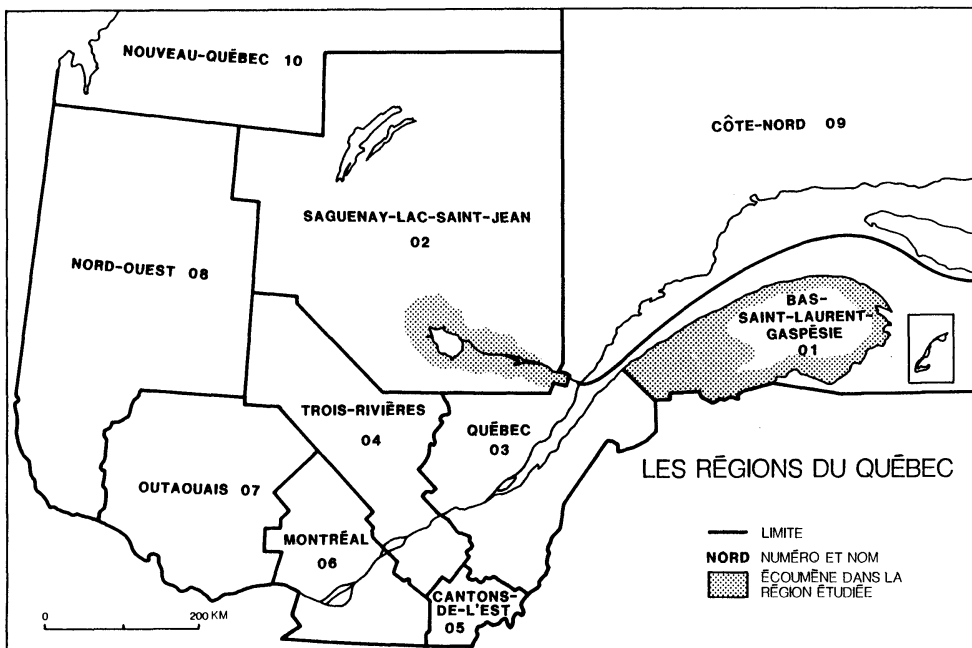 NOUVEAU-QUÉBEC 10
CÔTE-NORD 09
SAGUENAY-LAC-SAINT-JEAN
02
NORD-OUEST 08
BAS-
SAINT-LAURENT-
GASPÉSIE
01
TROIS-RIVIÈRES
04
QUÉBEC
03
OUTAOUAIS 07
MONTRÉAL
06
CANTONS-
DE-L'EST
05
LES RÉGIONS DU QUÉBEC
LIMITE
NORD NUMÉRO ET NOM
ÉCOUMÈNE DANS LA
RÉGION ÉTUDIÉE
0 200 KM